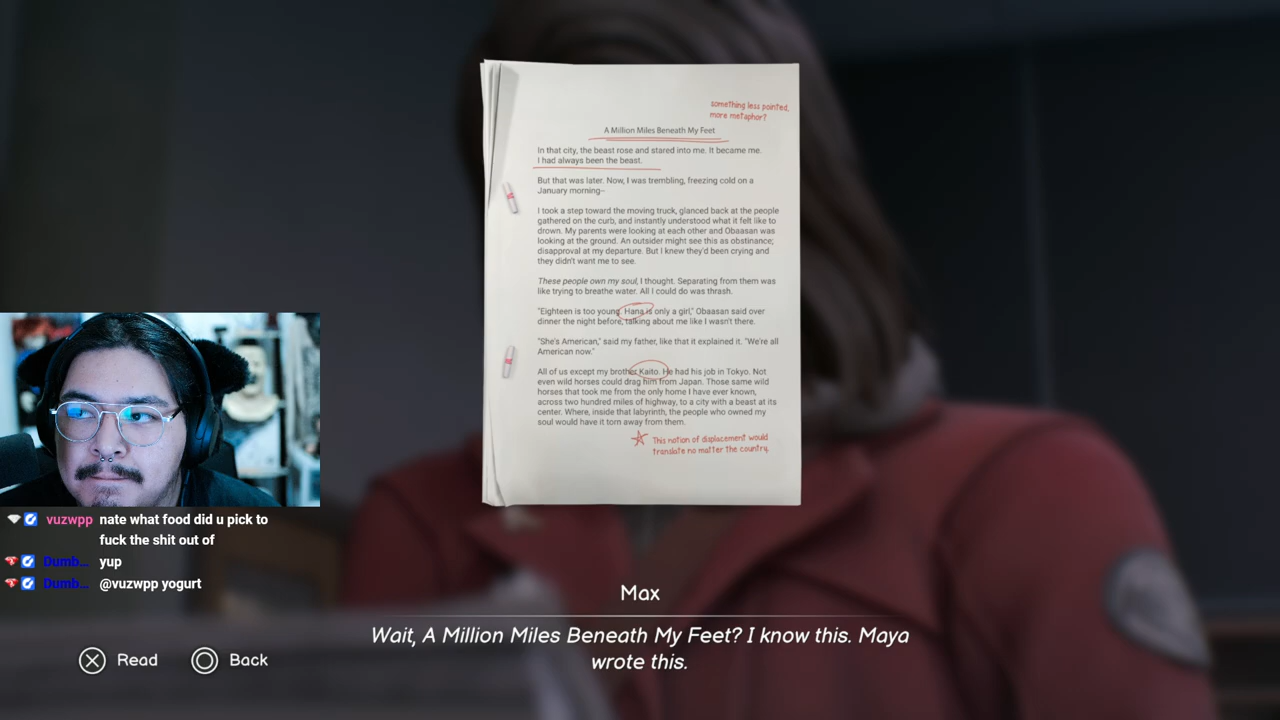 something less pointed,
more metaphor?
A Million Miles Beneath My Feet
In that city, the beast rose and stared into me. It became me.
I had always been the beast.
But that was later. Now, I was trembling, freezing cold on a
January morning--
I took a step toward the moving truck, glanced back at the people
gathered on the curb, and instantly understood what it felt like to
drown. My parents were looking at each other and Obaasan was
looking at the ground. An outsider might see this as obstinance;
disapproval at my departure. But I knew they'd been crying and
they didn't want me to see.
These people own my soul, I thought. Separating from them was
like trying to breathe water. All I could do was thrash.
"Eighteen is too young. Hana is only a girl," Obaasan said over
dinner the night before, talking about me like I wasn't there.
"She's American," said my father, like that it explained it. "We're all
American now."
All of us except my brother Kaito. He had his job in Tokyo. Not
even wild horses could drag him from Japan. Those same wild
horses that took me from the only home I have ever known,
across two hundred miles of highway, to a city with a beast at its
center. Where, inside that labyrinth, the people who owned my
soul would have it torn away from them.
This notion of displacement would
translate no matter the country.
vuzwpp nate what food did u pick to
fuck the shit out of
Dumb... yup
Dumb... @vuzwpp yogurt
Max
Wait, A Million Miles Beneath My Feet? I know this. Maya
wrote this.
Read Back